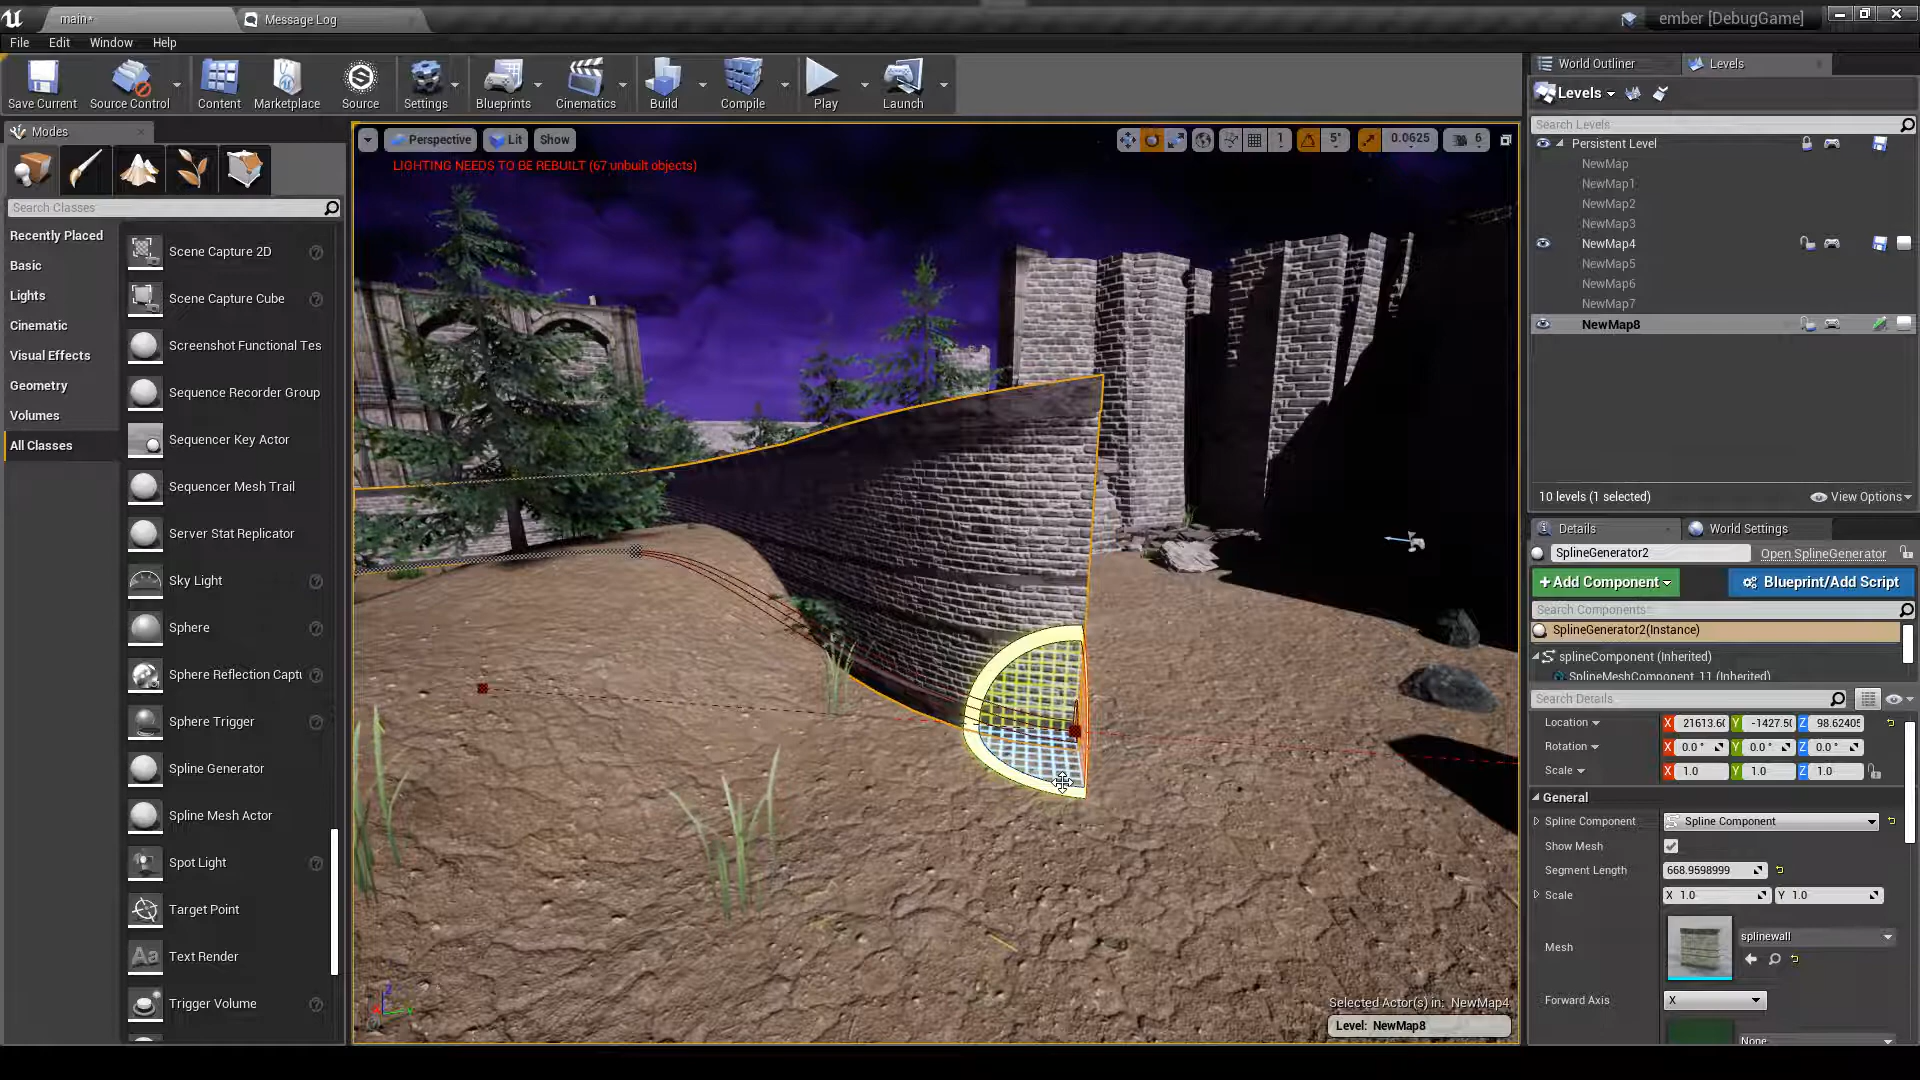 main*
Message Log
ember [DebugGame]
File
Edit
Window
Help
Save Current
Source Control
Content
Marketplace
Source
Settings
Blueprints
Cinematics
Build
Compile
Play
Launch
World Outliner
Levels
Levels
Search Levels
Persistent Level
NewMap
NewMap1
NewMap2
NewMap3
NewMap4
NewMap5
NewMap6
NewMap7
NewMap8
10 levels (1 selected)
View Options
Modes
Search Classes
Recently Placed
Basic
Lights
Cinematic
Visual Effects
Geometry
Volumes
All Classes
Scene Capture 2D
Scene Capture Cube
Screenshot Functional Tes
Sequence Recorder Group
Sequencer Key Actor
Sequencer Mesh Trail
Server Stat Replicator
Sky Light
Sphere
Sphere Reflection Captu
Sphere Trigger
Spline Generator
Spline Mesh Actor
Spot Light
Target Point
Text Render
Trigger Volume
Perspective
Lit
Show
1
5°
0.0625
6
LIGHTING NEEDS TO BE REBUILT (67 unbuilt objects)
Selected Actor(s) in: NewMap4
Level: NewMap8
Details
World Settings
SplineGenerator2
Open SplineGenerator
+Add Component
Blueprint/Add Script
Search Components
SplineGenerator2(Instance)
splineComponent (Inherited)
SplineMeshComponent_11 (Inherited)
Search Details
Location
X 21613.60
Y -1427.50
Z 98.62405
Rotation
X 0.0 °
Y 0.0 °
Z 0.0 °
Scale
X 1.0
Y 1.0
Z 1.0
General
Spline Component
Spline Component
Show Mesh
Segment Length
668.9598999
Scale
X 1.0
Y 1.0
Mesh
splinewall
Forward Axis
X
None